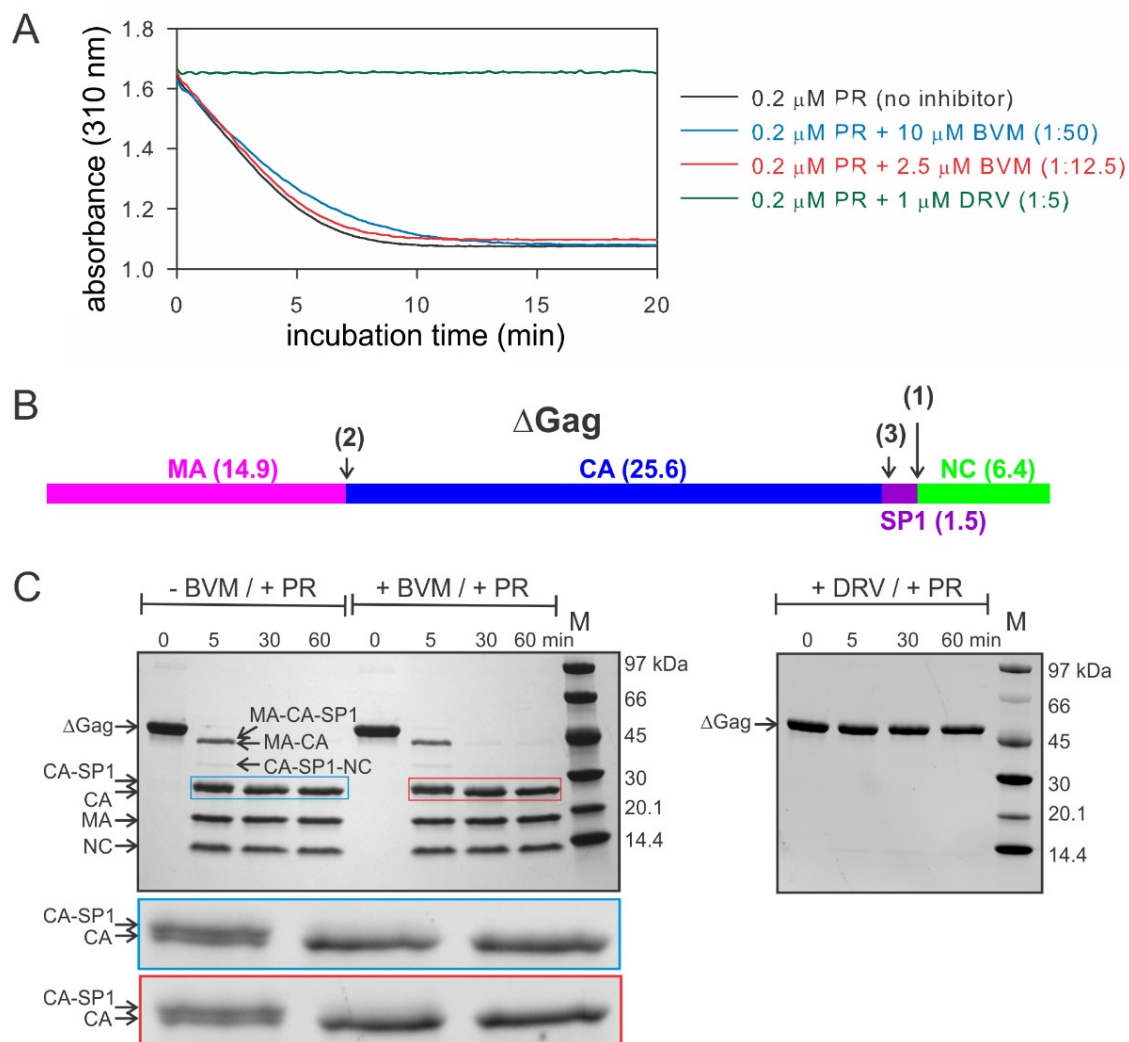 A
absorbance (310 nm)
1.8
1.6
1.4
1.2
1.0
0 5 10 15 20
incubation time (min)
0.2 μM PR (no inhibitor)
0.2 μM PR + 10 μM BVM (1:50)
0.2 μM PR + 2.5 μM BVM (1:12.5)
0.2 μM PR + 1 μM DRV (1:5)
B
ΔGag
(1)
(2)
(3)
MA (14.9)
CA (25.6)
NC (6.4)
SP1 (1.5)
C
- BVM / + PR
+ BVM / + PR
M
0 5 30 60 0 5 30 60 min
97 kDa
66
45
30
20.1
14.4
ΔGag
MA-CA-SP1
MA-CA
CA-SP1-NC
CA-SP1
CA
MA
NC
CA-SP1
CA
CA-SP1
CA
+ DRV / + PR
M
0 5 30 60 min
97 kDa
66
45
30
20.1
14.4
ΔGag